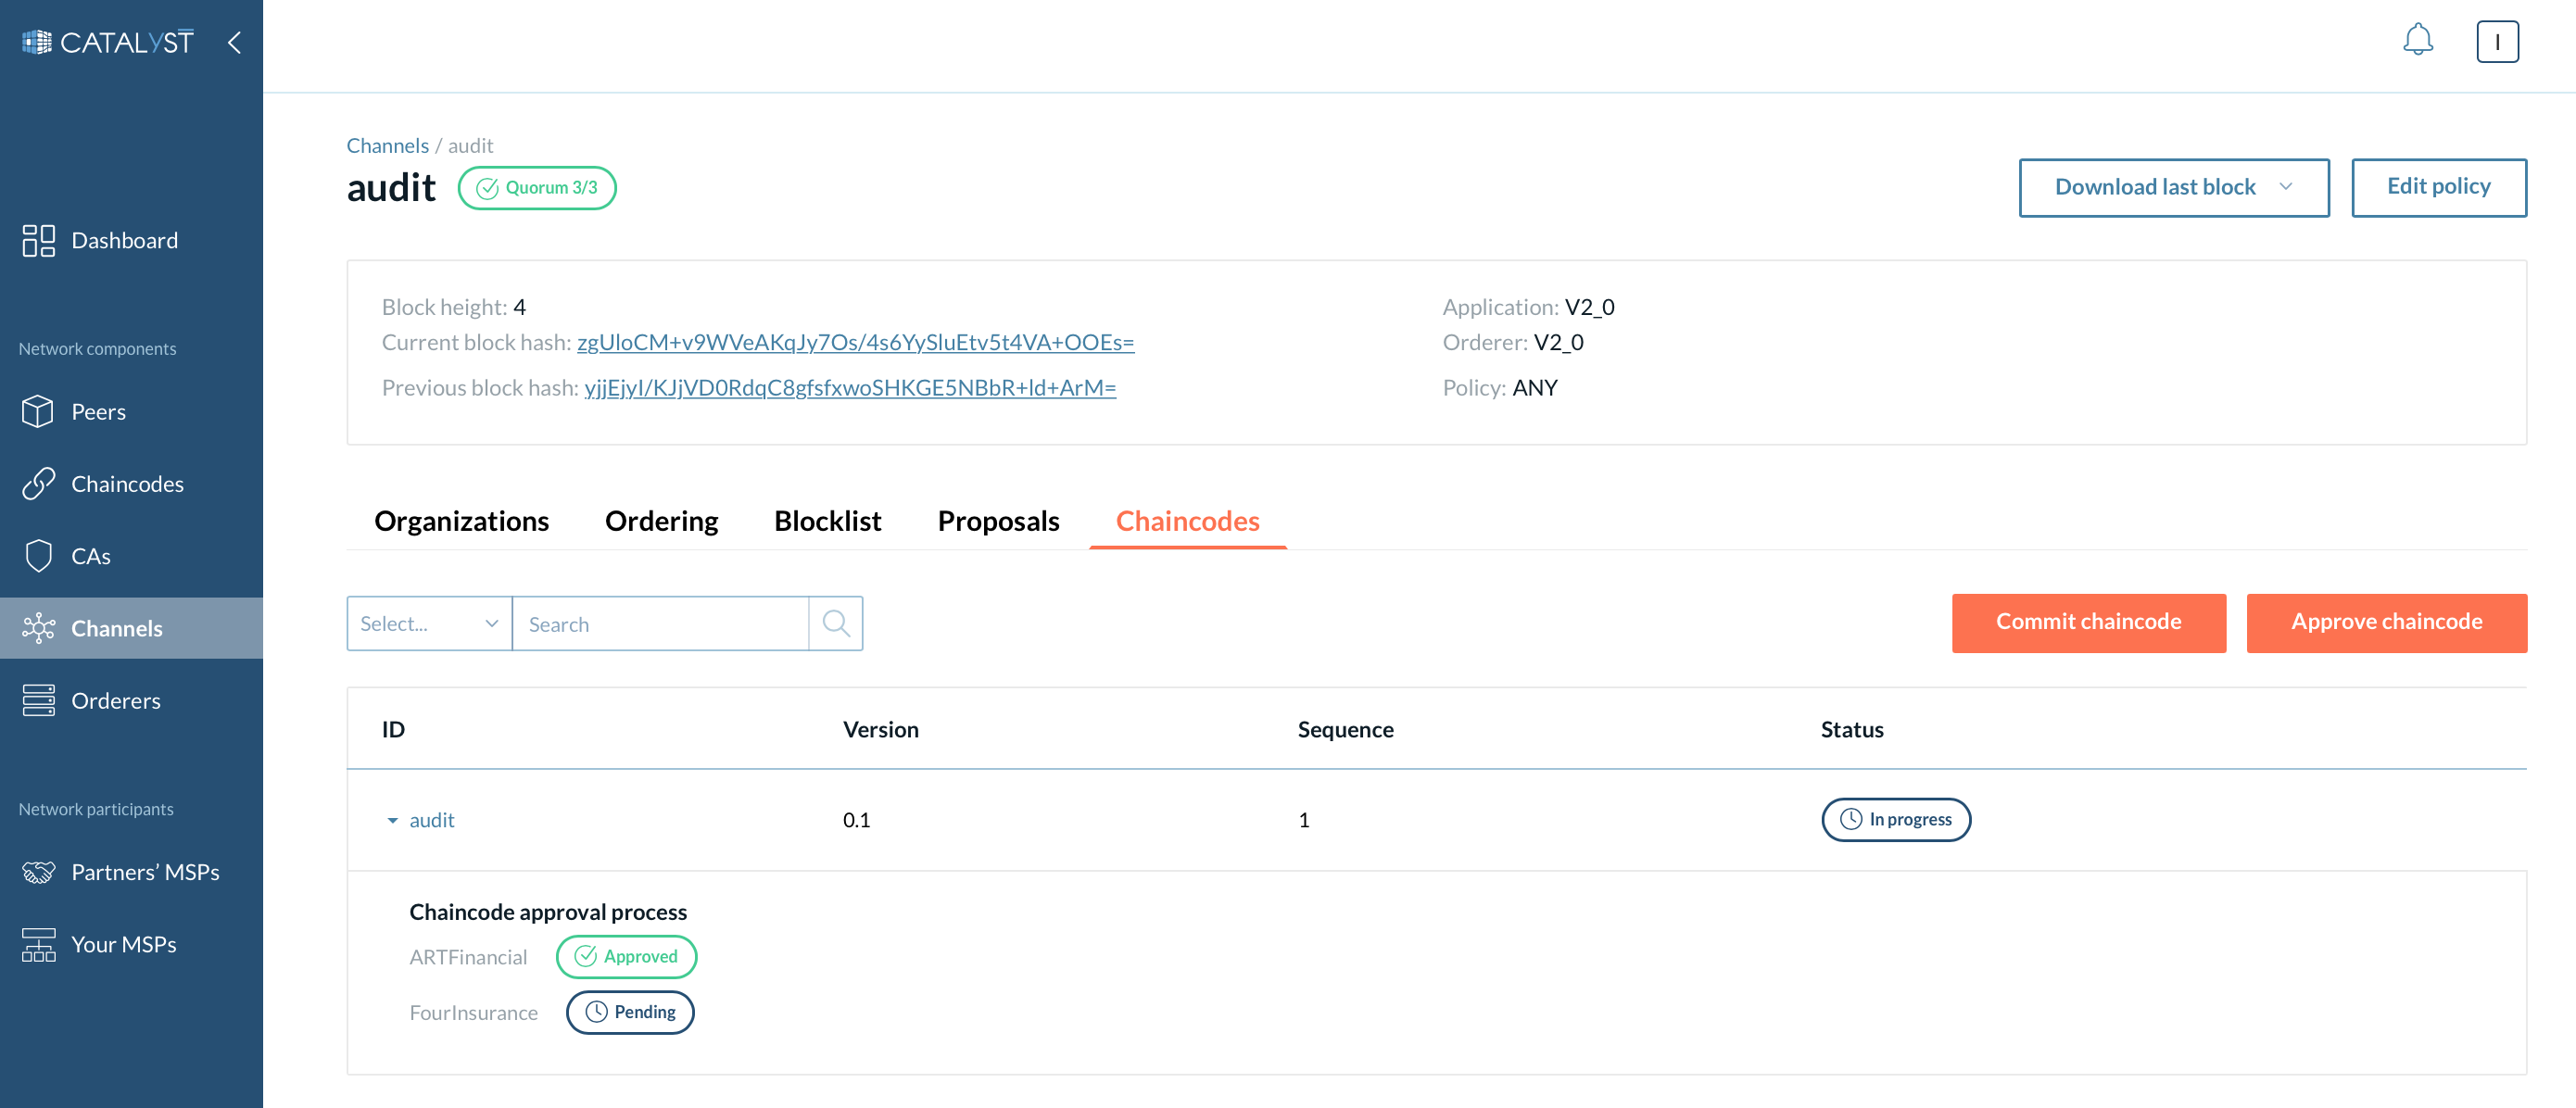 CATALYST
I
Channels / audit
audit
Quorum 3/3
Download last block
Edit policy
Dashboard
Network components
Peers
Chaincodes
CAs
Channels
Orderers
Network participants
Partners’ MSPs
Your MSPs
Block height: 4
Current block hash: zgUloCM+v9WVeAKqJy7Os/4s6YySluEtv5t4VA+OOEs=
Previous block hash: yjjEjyI/KJjVD0RdqC8gfsfxwoSHKGE5NBbR+ld+ArM=
Application: V2_0
Orderer: V2_0
Policy: ANY
Organizations Ordering Blocklist Proposals Chaincodes
Select... Search
Commit chaincode
Approve chaincode
ID Version Sequence Status
audit 0.1 1 In progress
Chaincode approval process
ARTFinancial Approved
FourInsurance Pending